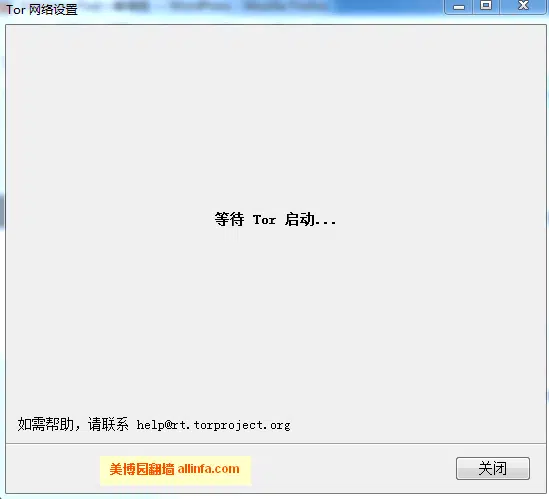 Tor 网络设置
等待 Tor 启动...
如需帮助，请联系 help@rt.torproject.org
美博园翻墙 allinfa.com
关闭